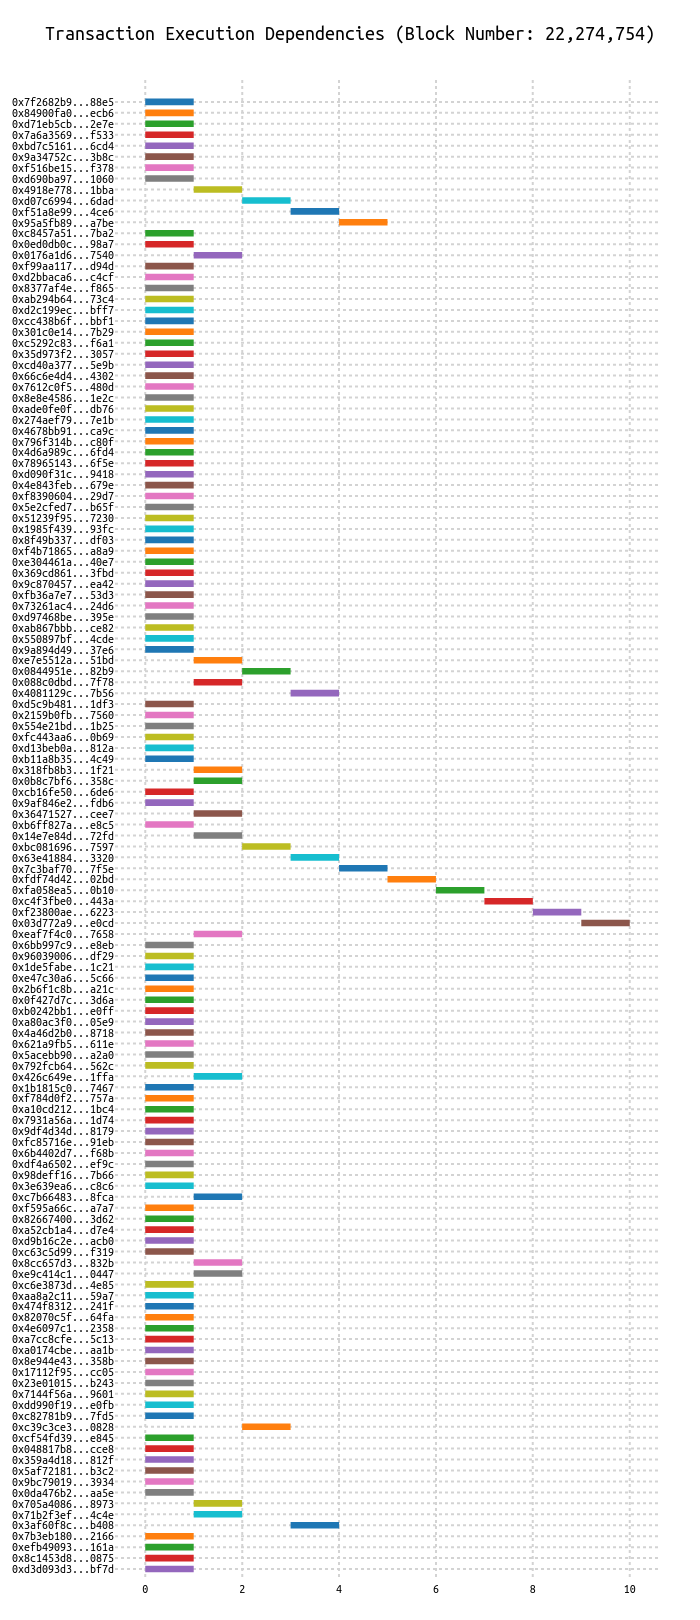 Transaction Execution Dependencies (Block Number: 22,274,754)
0x7f2682b9...88e5
0x84900fa0...ecb6
0xd71eb5cb...2e7e
0x7a6a3569...f533
0xbd7c5161...6cd4
0x9a34752c...3b8c
0xf516be15...f378
0xd690ba97...1060
0x4918e778...1bba
0xd07c6994...6dad
0xf51a8e99...4ce6
0x95a5fb89...a7be
0xc8457a51...7ba2
0x0ed0db0c...98a7
0x0176a1d6...7540
0xf99aa117...d94d
0xd2bbaca6...c4cf
0x8377af4e...f865
0xab294b64...73c4
0xd2c199ec...bff7
0xcc438b6f...bbf1
0x301c0e14...7b29
0xc5292c83...f6a1
0x35d973f2...3057
0xcd40a377...5e9b
0x66c6e4d4...4302
0x7612c0f5...480d
0x8e8e4586...1e2c
0xade0fe0f...db76
0x274aef79...7e1b
0x4678bb91...ca9c
0x796f314b...c80f
0x4d6a989c...6fd4
0x78965143...6f5e
0xd090f31c...9418
0x4e843feb...679e
0xf8390604...29d7
0x5e2cfed7...b65f
0x51239f95...7230
0x1985f439...93fc
0x8f49b337...df03
0xf4b71865...a8a9
0xe304461a...40e7
0x369cd861...3fbd
0x9c870457...ea42
0xfb36a7e7...53d3
0x73261ac4...24d6
0xd97468be...395e
0xab867bbb...ce82
0x550897bf...4cde
0x9a894d49...37e6
0xe7e5512a...51bd
0x0844951e...82b9
0x088c0dbd...7f78
0x4081129c...7b56
0xd5c9b481...1df3
0x2159b0fb...7560
0x554e21bd...1b25
0xfc443aa6...0b69
0xd13beb0a...812a
0xb11a8b35...4c49
0x318fb8b3...1f21
0x0b8c7bf6...358c
0xcb16fe50...6de6
0x9af846e2...fdb6
0x36471527...cee7
0xb6ff827a...e8c5
0x14e7e84d...72fd
0xbc081696...7597
0x63e41884...3320
0x7c3baf70...7f5e
0xfdf74d42...02bd
0xfa058ea5...0b10
0xc4f3fbe0...443a
0xf23800ae...6223
0x03d772a9...e0cd
0xeaf7f4c0...7658
0x6bb997c9...e8eb
0x96039006...df29
0x1de5fabe...1c21
0xe47c30a6...5c66
0x2b6f1c8b...a21c
0x0f427d7c...3d6a
0xb0242bb1...e0ff
0xa80ac3f0...05e9
0x4a46d2b0...8718
0x621a9fb5...611e
0x5acebb90...a2a0
0x792fcb64...562c
0x426c649e...1ffa
0x1b1815c0...7467
0xf784d0f2...757a
0xa10cd212...1bc4
0x7931a56a...1d74
0x9df4d34d...8179
0xfc85716e...91eb
0x6b4402d7...f68b
0xdf4a6502...ef9c
0x98deff16...7b66
0x3e639ea6...c8c6
0xc7b66483...8fca
0xf595a66c...a7a7
0x82667400...3d62
0xa52cb1a4...d7e4
0xd9b16c2e...acb0
0xc63c5d99...f319
0x8cc657d3...832b
0xe9c414c1...0447
0xc6e3873d...4e85
0xaa8a2c11...59a7
0x474f8312...241f
0x82070c5f...64fa
0x4e6097c1...2358
0xa7cc8cfe...5c13
0xa0174cbe...aa1b
0x8e944e43...358b
0x17112f95...cc05
0x23e01015...b243
0x7144f56a...9601
0xdd990f19...e0fb
0xc82781b9...7fd5
0xc39c3ce3...0828
0xcf54fd39...e845
0x048817b8...cce8
0x359a4d18...812f
0x5af72181...b3c2
0x9bc79019...3934
0x0da476b2...aa5e
0x705a4086...8973
0x71b2f3ef...4c4e
0x3af60f8c...b408
0x7b3eb180...2166
0xefb49093...161a
0x8c1453d8...0875
0xd3d093d3...bf7d
0 2 4 6 8 10